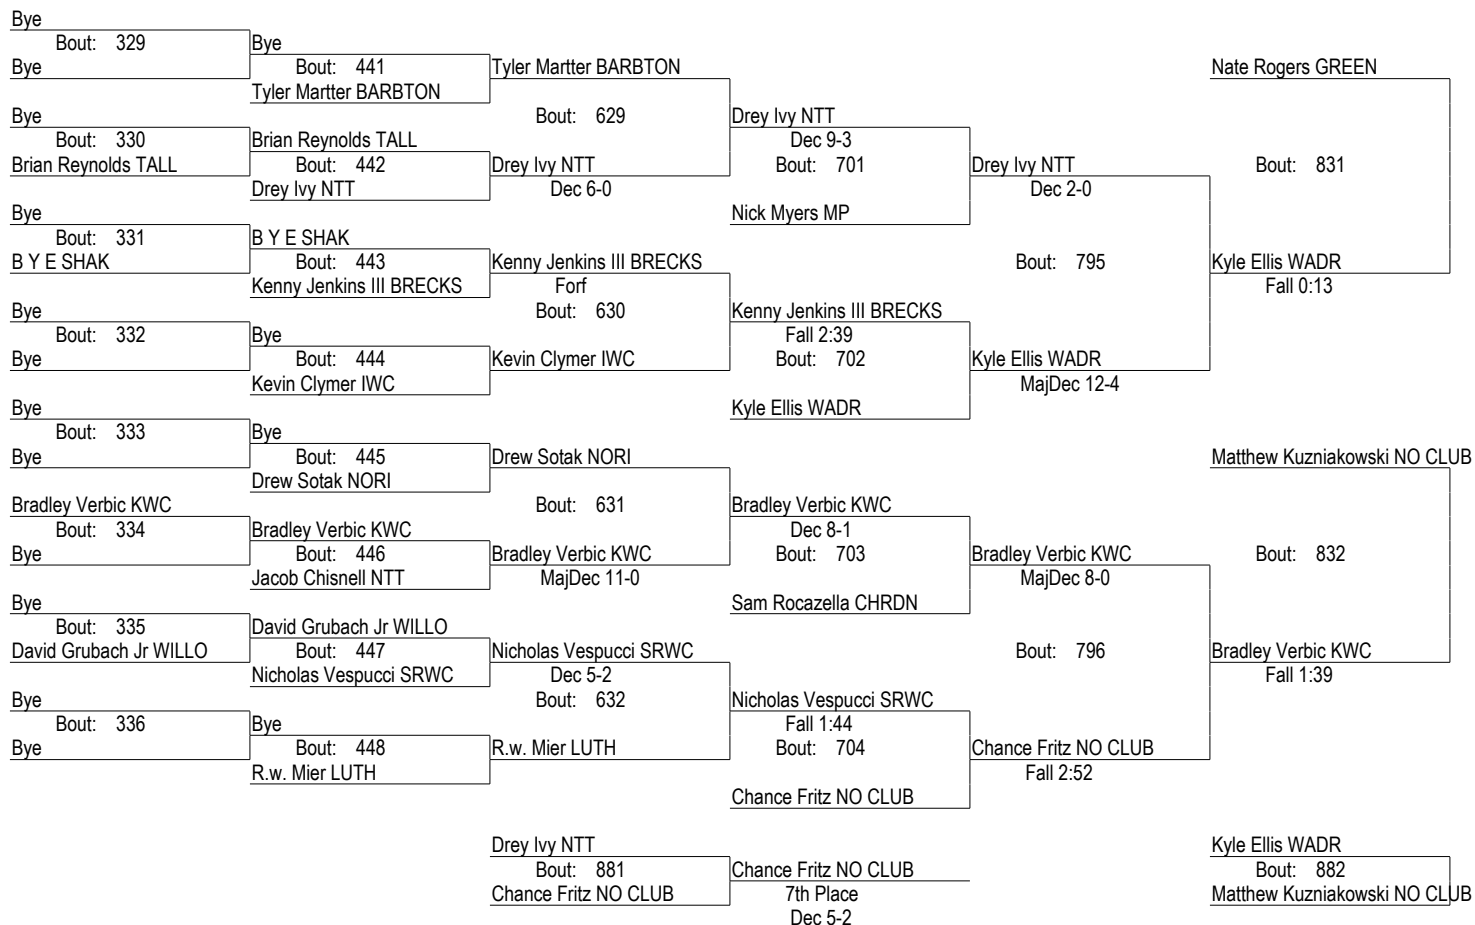 Bye
Bout: 329
Bye
Bye
Bout: 330
Brian Reynolds TALL
Bye
Bout: 331
B Y E SHAK
Bye
Bout: 332
Bye
Bye
Bout: 333
Bye
Bradley Verbic KWC
Bout: 334
Bye
Bye
Bout: 335
David Grubach Jr WILLO
Bye
Bout: 336
Bye
Bye
Bout: 441
Tyler Martter BARBTON
Brian Reynolds TALL
Bout: 442
Drey Ivy NTT
B Y E SHAK
Bout: 443
Kenny Jenkins III BRECKS
Bye
Bout: 444
Kevin Clymer IWC
Bye
Bout: 445
Drew Sotak NORI
Bradley Verbic KWC
Bout: 446
Jacob Chisnell NTT
David Grubach Jr WILLO
Bout: 447
Nicholas Vespucci SRWC
Bye
Bout: 448
R.w. Mier LUTH
Tyler Martter BARBTON
Bout: 629
Drey Ivy NTT
Dec 6-0
Kenny Jenkins III BRECKS
Forf
Bout: 630
Kevin Clymer IWC
Drew Sotak NORI
Bout: 631
Bradley Verbic KWC
MajDec 11-0
Nicholas Vespucci SRWC
Dec 5-2
Bout: 632
R.w. Mier LUTH
Drey Ivy NTT
Dec 9-3
Bout: 701
Nick Myers MP
Kenny Jenkins III BRECKS
Fall 2:39
Bout: 702
Kyle Ellis WADR
Bradley Verbic KWC
Dec 8-1
Bout: 703
Sam Rocazella CHRDN
Nicholas Vespucci SRWC
Fall 1:44
Bout: 704
Chance Fritz NO CLUB
Drey Ivy NTT
Dec 2-0
Bout: 795
Kyle Ellis WADR
MajDec 12-4
Bradley Verbic KWC
MajDec 8-0
Bout: 796
Chance Fritz NO CLUB
Fall 2:52
Nate Rogers GREEN
Bout: 831
Kyle Ellis WADR
Fall 0:13
Matthew Kuzniakowski NO CLUB
Bout: 832
Bradley Verbic KWC
Fall 1:39
Drey Ivy NTT
Bout: 881
Chance Fritz NO CLUB
Chance Fritz NO CLUB
7th Place
Dec 5-2
Kyle Ellis WADR
Bout: 882
Matthew Kuzniakowski NO CLUB